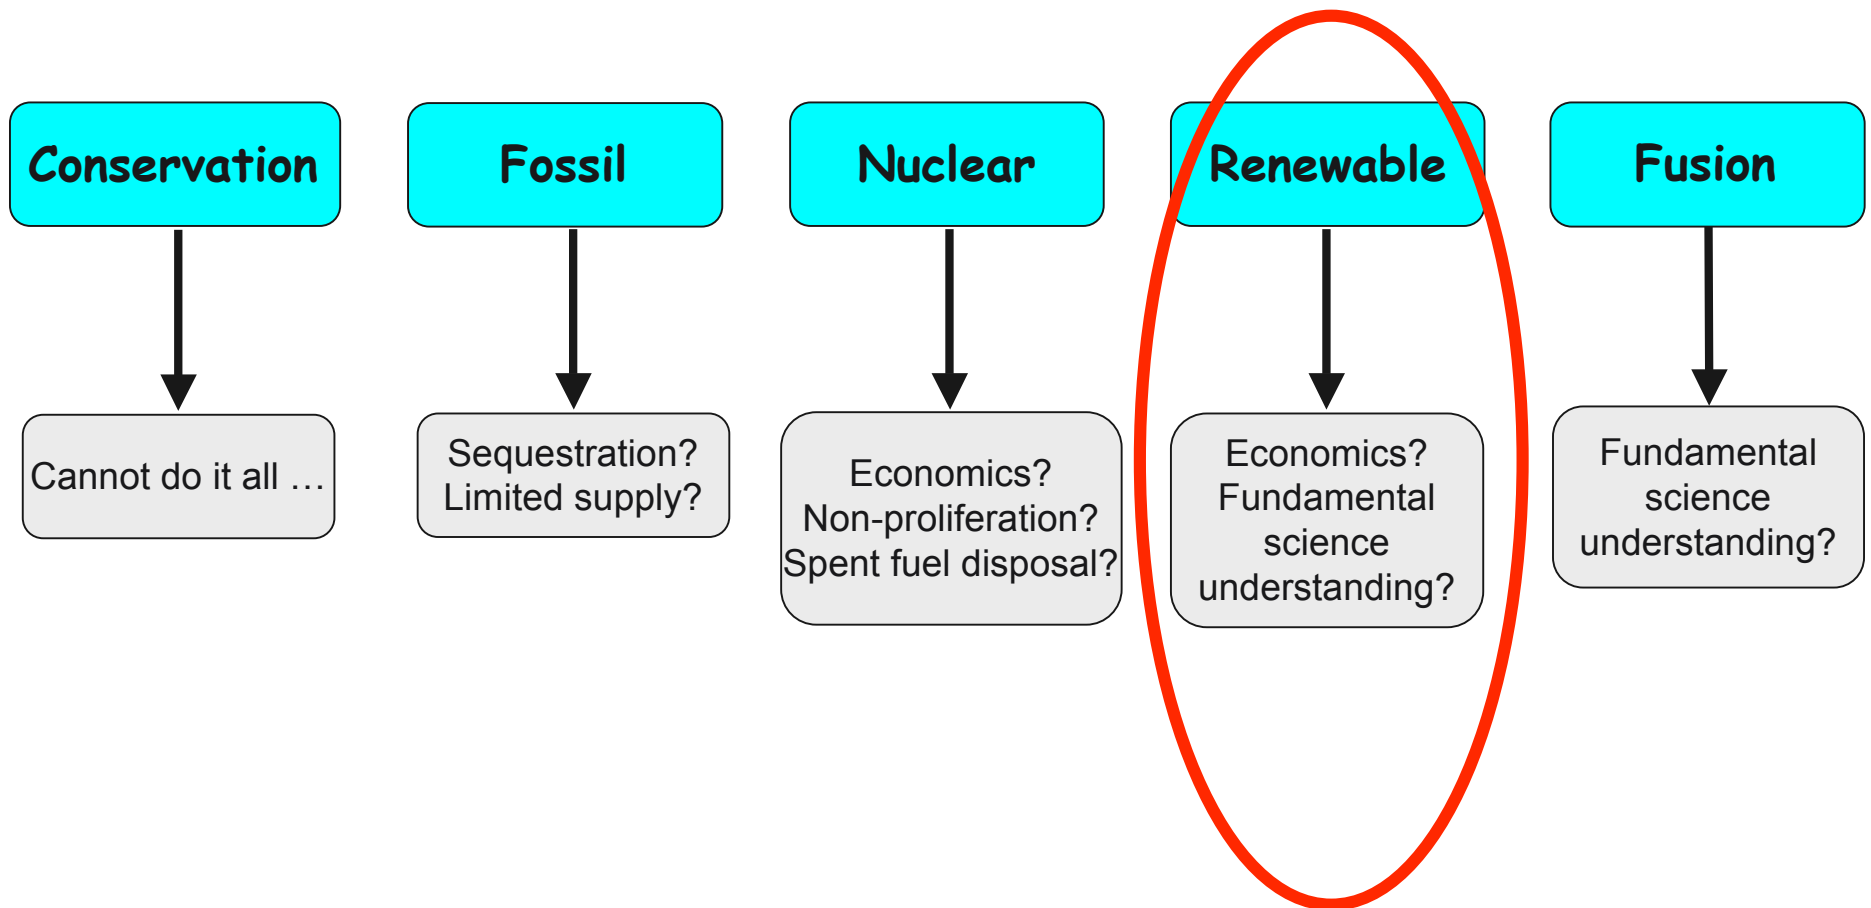 Conservation
Fossil
Nuclear
Renewable
Fusion
Cannot do it all …
Sequestration?
Limited supply?
Economics?
Non-proliferation?
Spent fuel disposal?
Economics?
Fundamental
science
understanding?
Fundamental
science
understanding?